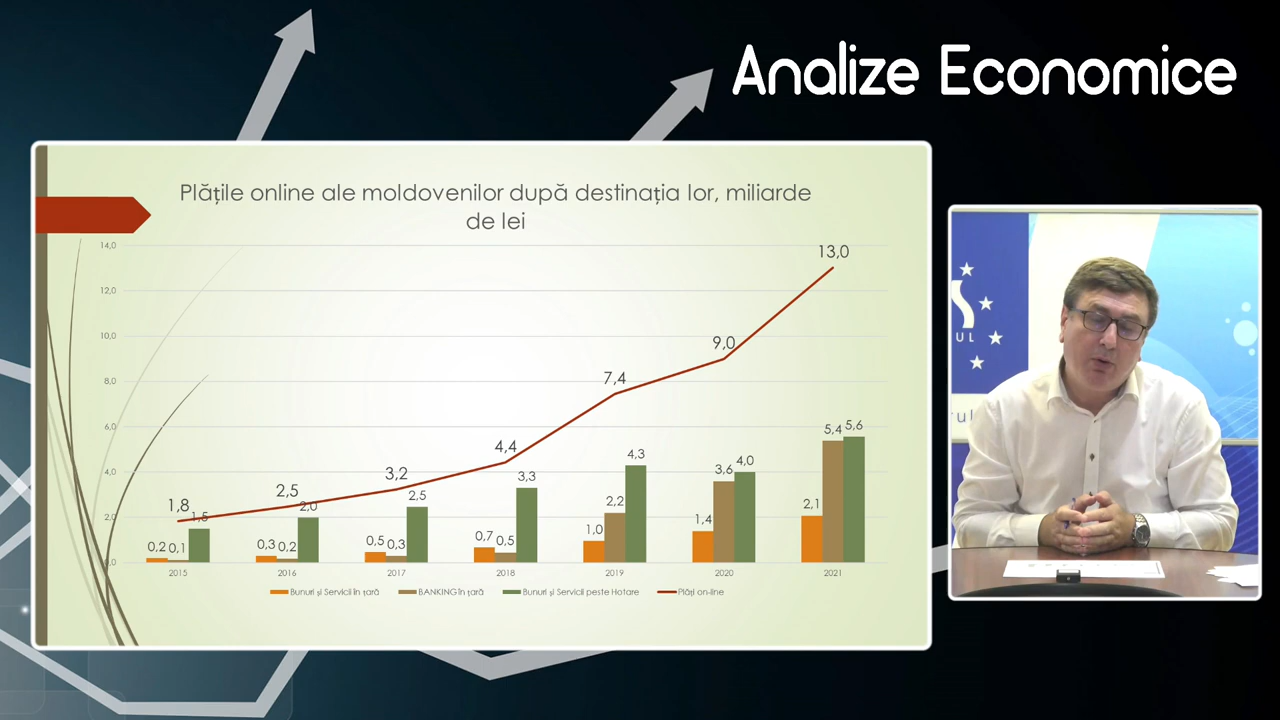 Analize Economice
Plățile online ale moldovenilor după destinația lor, miliarde
de lei
14,0
12,0
10,0
8,0
6,0
4,0
2,0
0,0
1,8
2,5
3,2
4,4
7,4
9,0
13,0
0,2 0,1 1,5
0,3 0,2 2,0
0,5 0,3 2,5
0,7 0,5 3,3
1,0 2,2 4,3
1,4 3,6 4,0
2,1 5,4 5,6
2015 2016 2017 2018 2019 2020 2021
Bunuri și Servicii în țară BANKING în țară Bunuri și Servicii peste Hotare Plăți on-line
UL